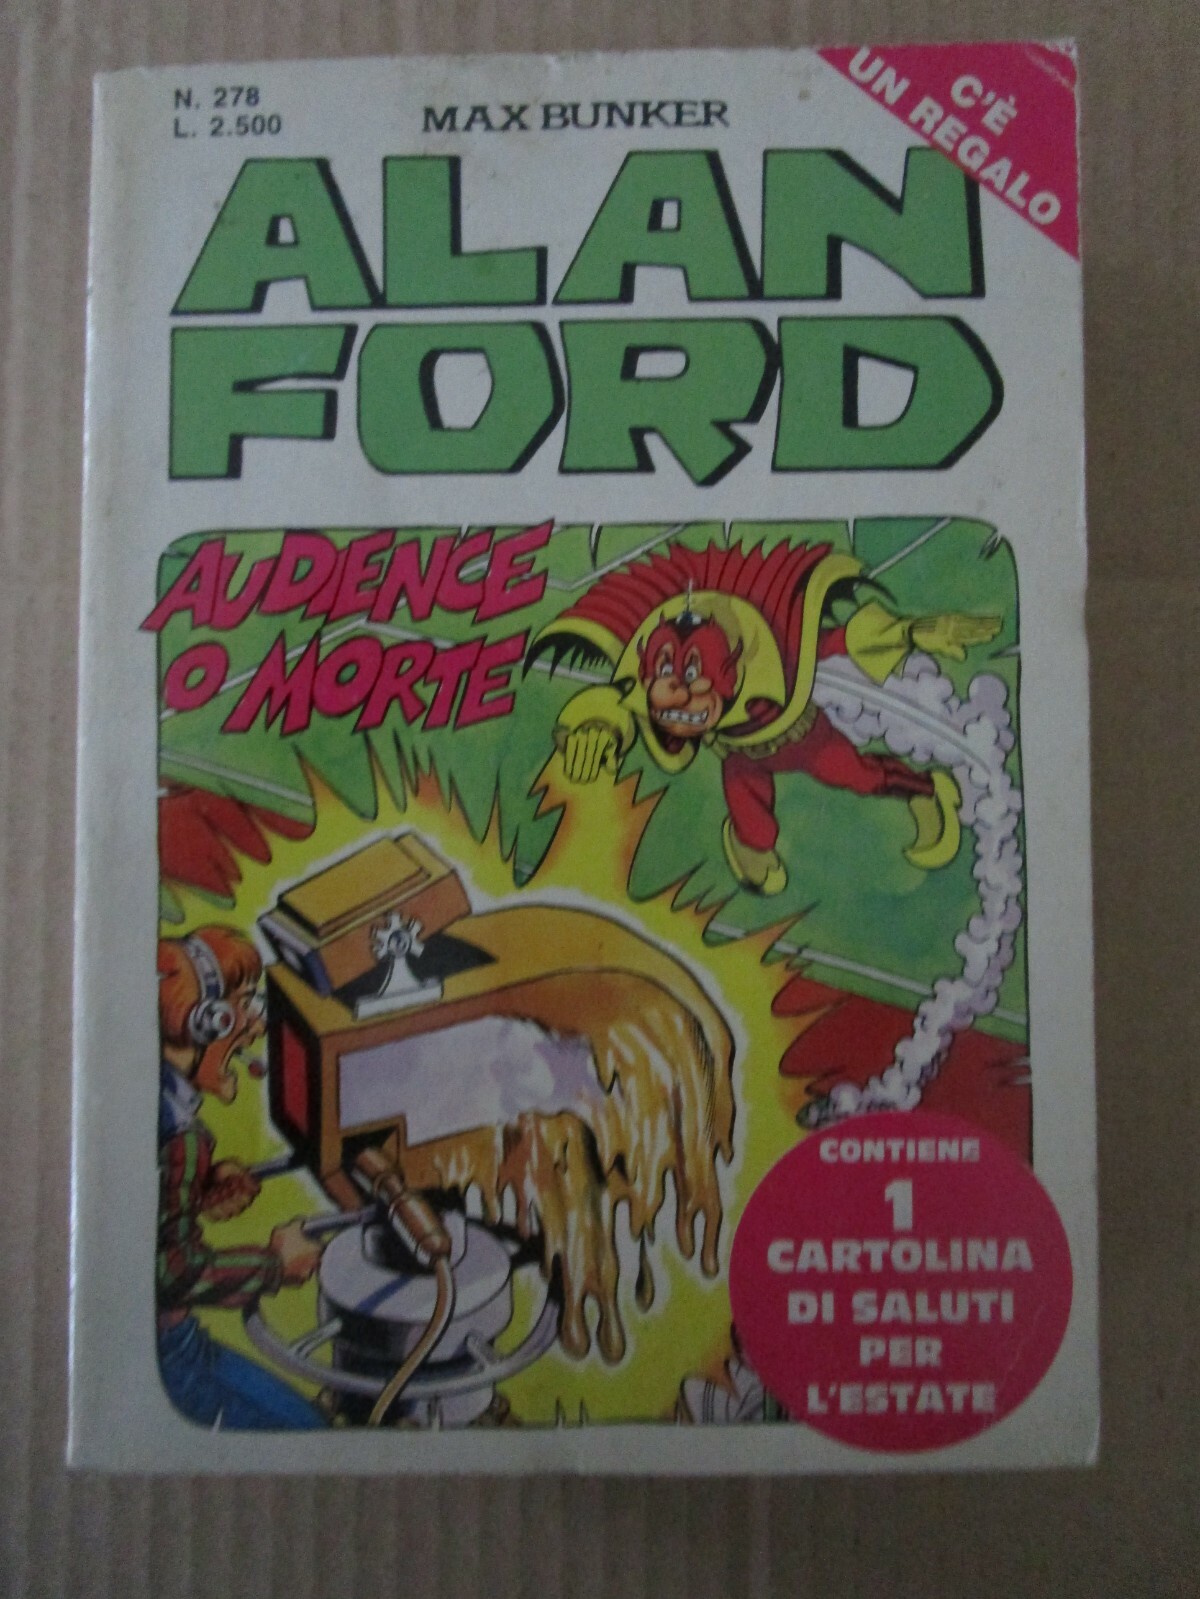 N. 278
L. 2.500
MAX BUNKER
C'È
UN REGALO
ALAN
FORD
AUDIENCE
O MORTE
CONTIENE
1
CARTOLINA
DI SALUTI
PER
L'ESTATE